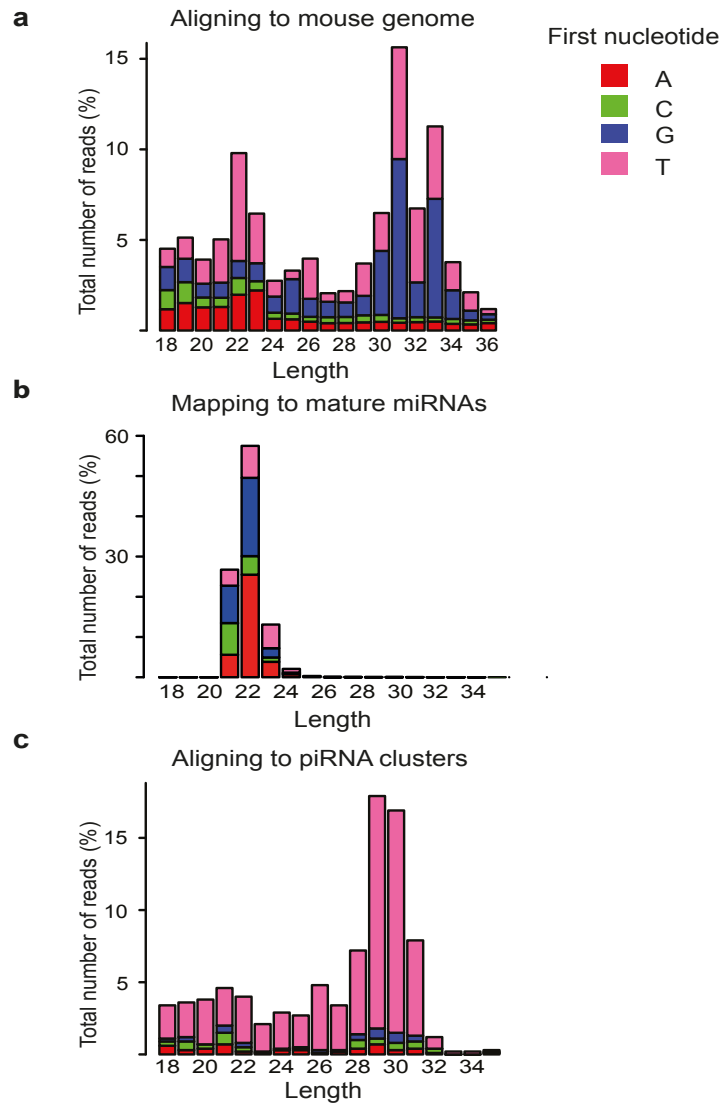 a
Aligning to mouse genome
First nucleotide
A
C
G
T
Total number of reads (%)
15
10
5
18 20 22 24 26 28 30 32 34 36
Length
b
Mapping to mature miRNAs
Total number of reads (%)
60
30
18 20 22 24 26 28 30 32 34
Length
c
Aligning to piRNA clusters
Total number of reads (%)
15
10
5
18 20 22 24 26 28 30 32 34
Length